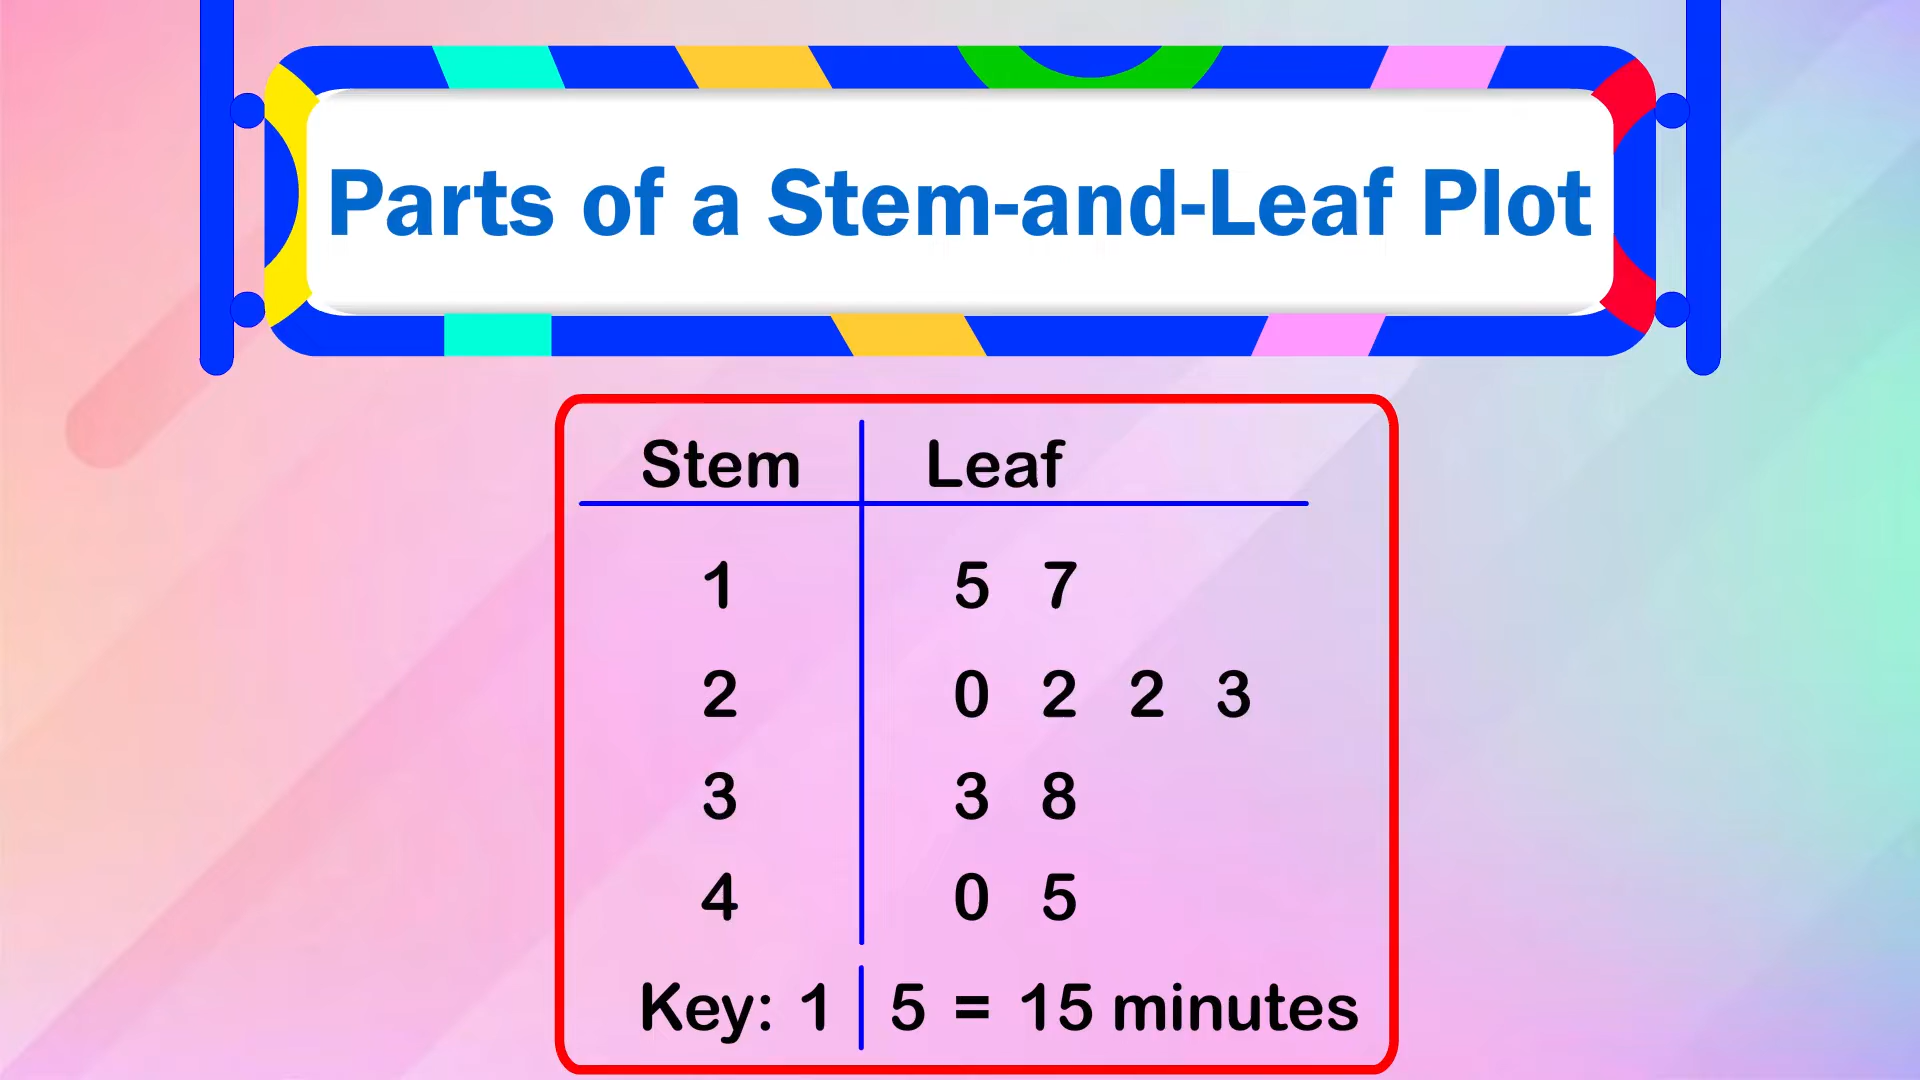 Parts of a Stem-and-Leaf Plot
Stem Leaf
1 5 7
2 0 2 2 3
3 3 8
4 0 5
Key: 1 5 = 15 minutes